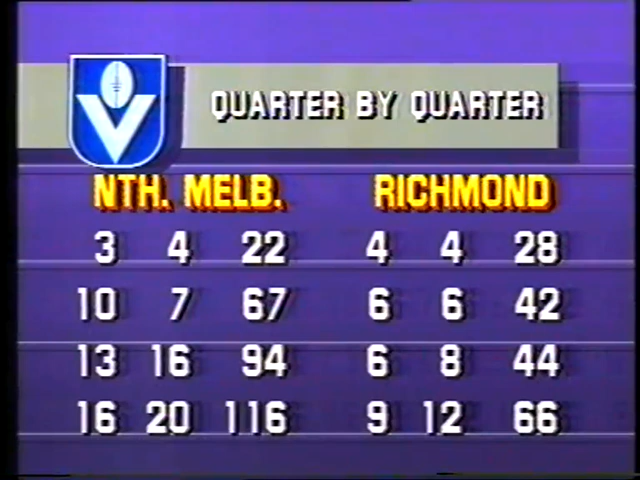 QUARTER BY QUARTER
NTH. MELB. RICHMOND
3 4 22 4 4 28
10 7 67 6 6 42
13 16 94 6 8 44
16 20 116 9 12 66